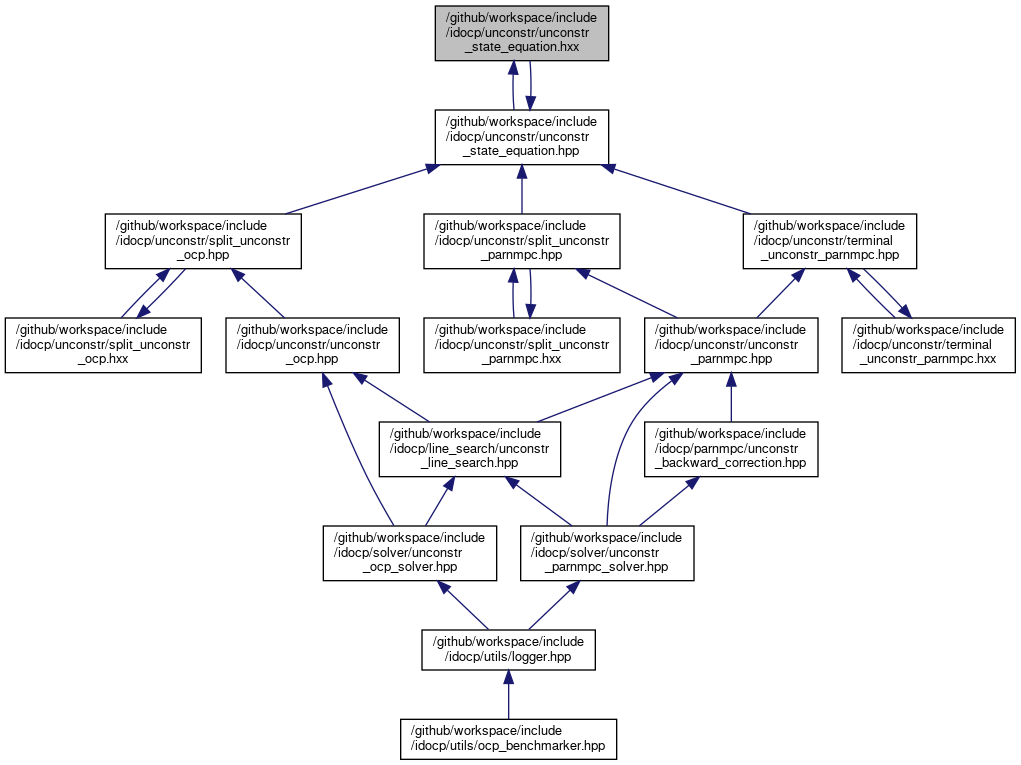 /github/workspace/include
/idocp/unconstr/unconstr
_state_equation.hxx
/github/workspace/include
/idocp/unconstr/unconstr
_state_equation.hpp
/github/workspace/include
/idocp/unconstr/split_unconstr
_ocp.hpp
/github/workspace/include
/idocp/unconstr/split_unconstr
_parnmpc.hpp
/github/workspace/include
/idocp/unconstr/terminal
_unconstr_parnmpc.hpp
/github/workspace/include
/idocp/unconstr/split_unconstr
_ocp.hxx
/github/workspace/include
/idocp/unconstr/unconstr
_ocp.hpp
/github/workspace/include
/idocp/unconstr/split_unconstr
_parnmpc.hxx
/github/workspace/include
/idocp/unconstr/unconstr
_parnmpc.hpp
/github/workspace/include
/idocp/unconstr/terminal
_unconstr_parnmpc.hxx
/github/workspace/include
/idocp/line_search/unconstr
_line_search.hpp
/github/workspace/include
/idocp/parnmpc/unconstr
_backward_correction.hpp
/github/workspace/include
/idocp/solver/unconstr
_ocp_solver.hpp
/github/workspace/include
/idocp/solver/unconstr
_parnmpc_solver.hpp
/github/workspace/include
/idocp/utils/logger.hpp
/github/workspace/include
/idocp/utils/ocp_benchmarker.hpp